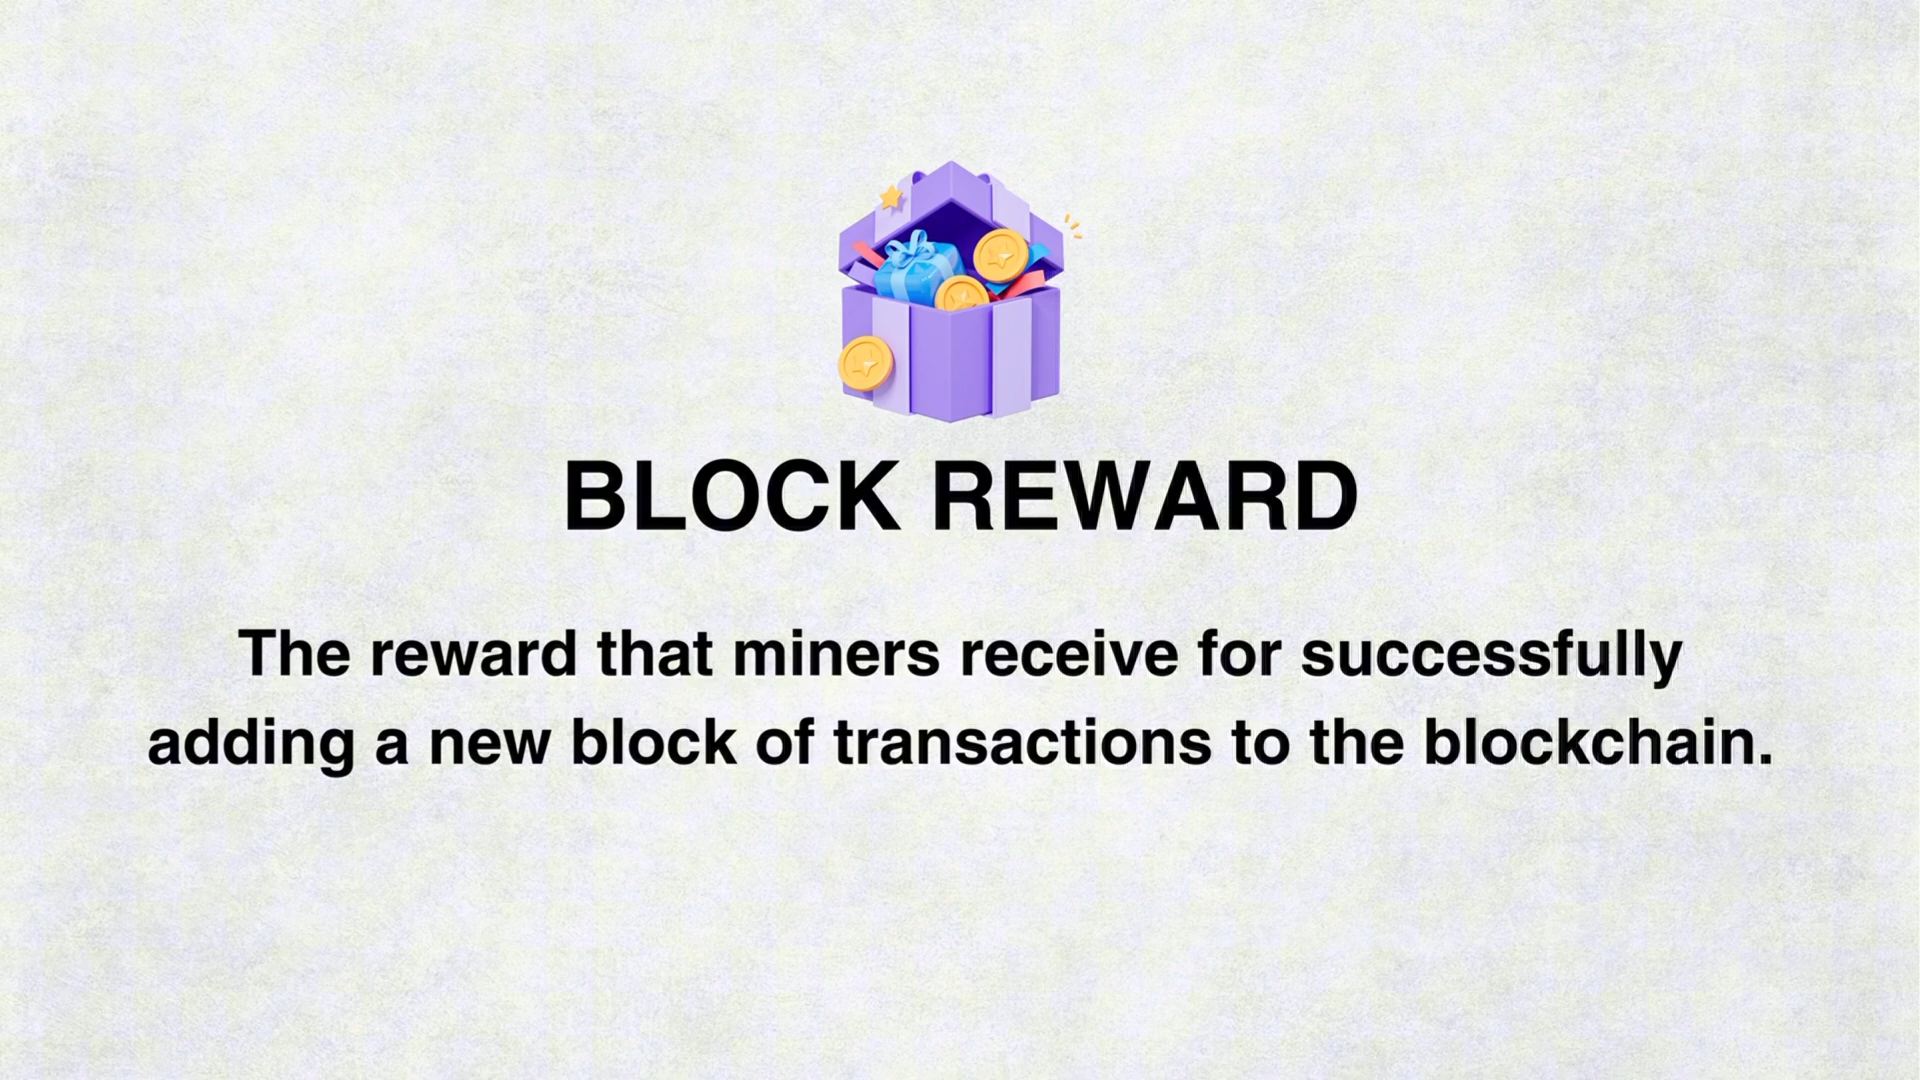 BLOCK REWARD
The reward that miners receive for successfully
adding a new block of transactions to the blockchain.